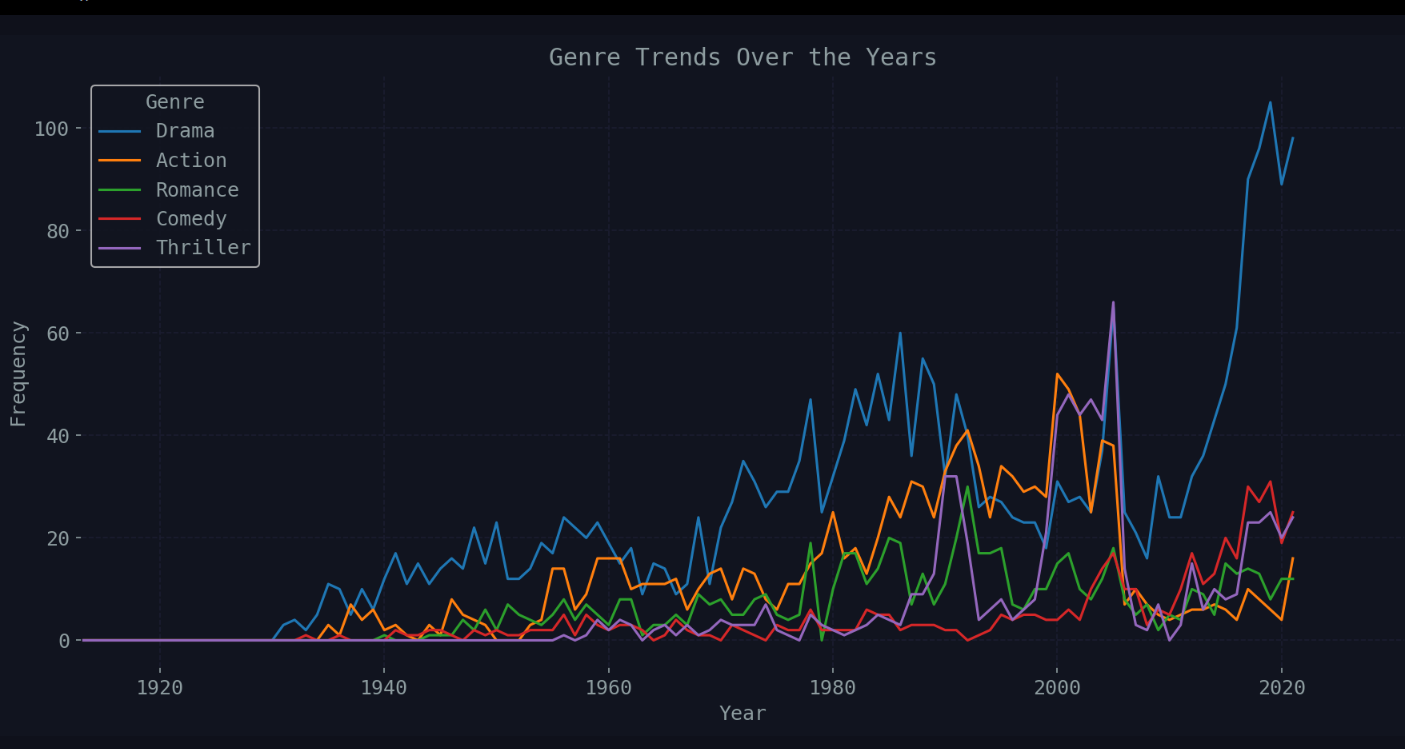 Genre Trends Over the Years
Genre
Drama
Action
Romance
Comedy
Thriller
Frequency
100
80
60
40
20
0
1920 1940 1960 1980 2000 2020
Year